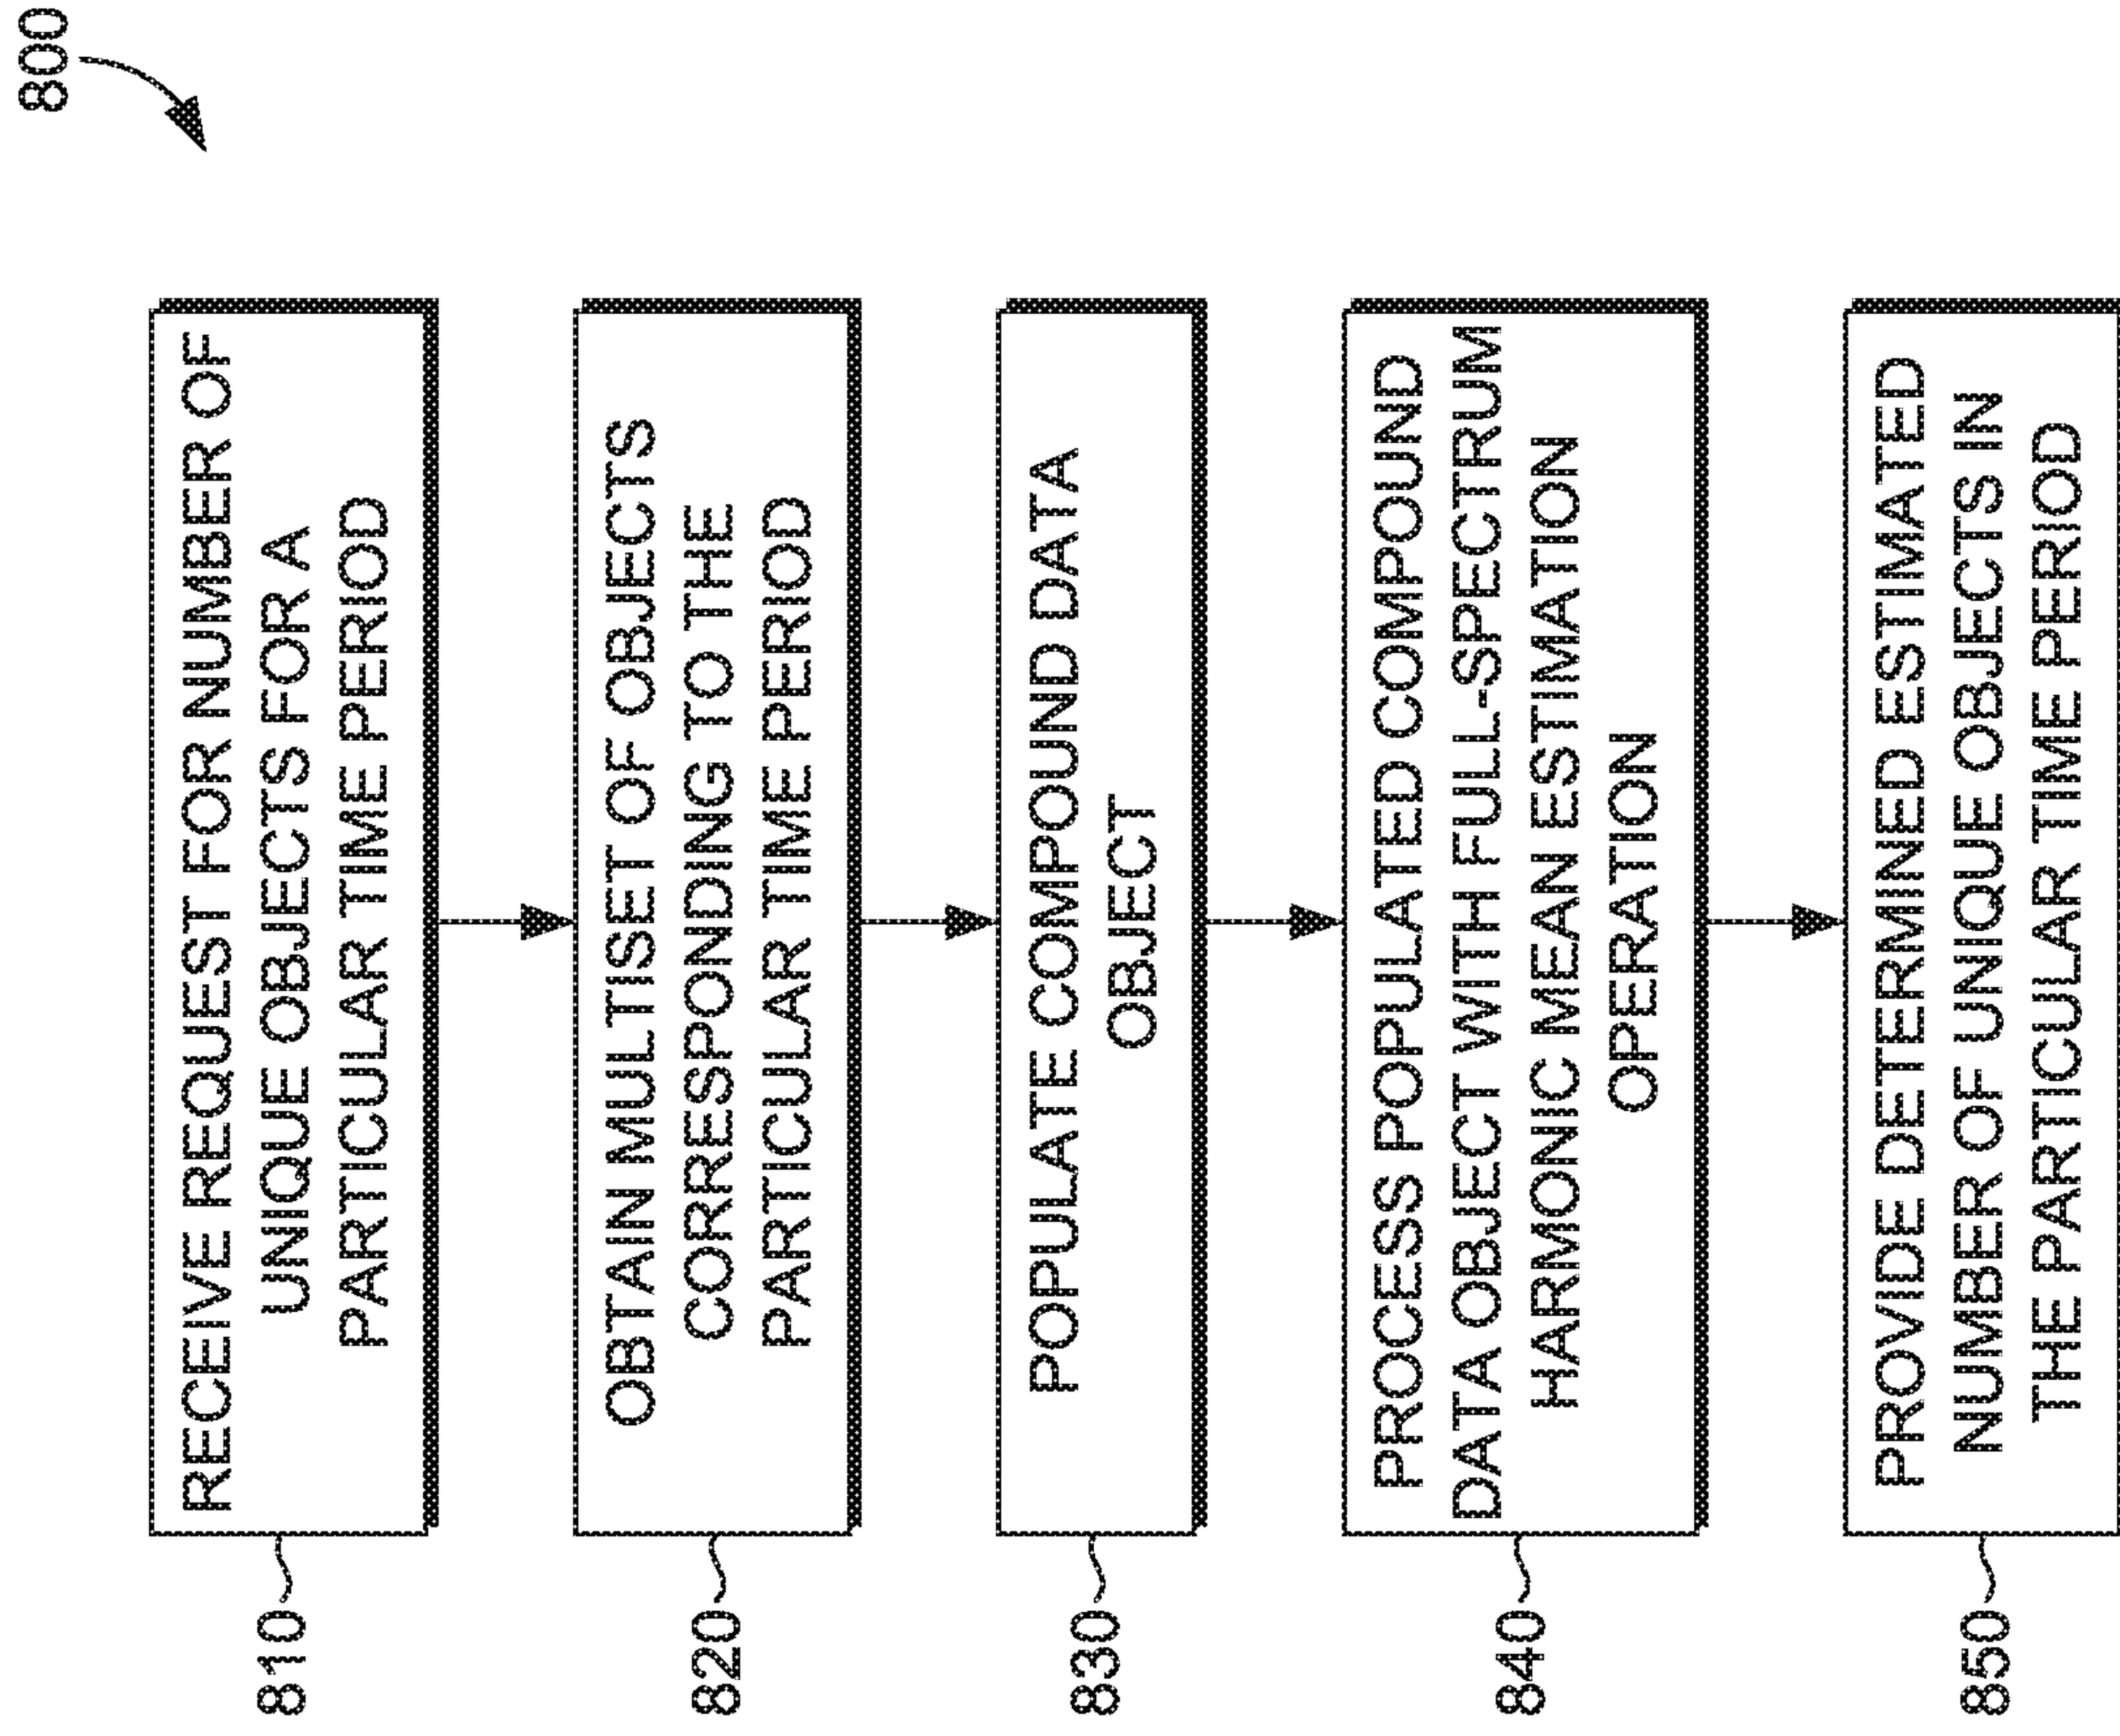 800
810
RECEIVE REQUEST FOR NUMBER OF
UNIQUE OBJECTS FOR A
PARTICULAR TIME PERIOD
820
OBTAIN MULTISET OF OBJECTS
CORRESPONDING TO THE
PARTICULAR TIME PERIOD
830
POPULATE COMPOUND DATA
OBJECT
840
PROCESS POPULATED COMPOUND
DATA OBJECT WITH FULL-SPECTRUM
HARMONIC MEAN ESTIMATION
OPERATION
850
PROVIDE DETERMINED ESTIMATED
NUMBER OF UNIQUE OBJECTS IN
THE PARTICULAR TIME PERIOD